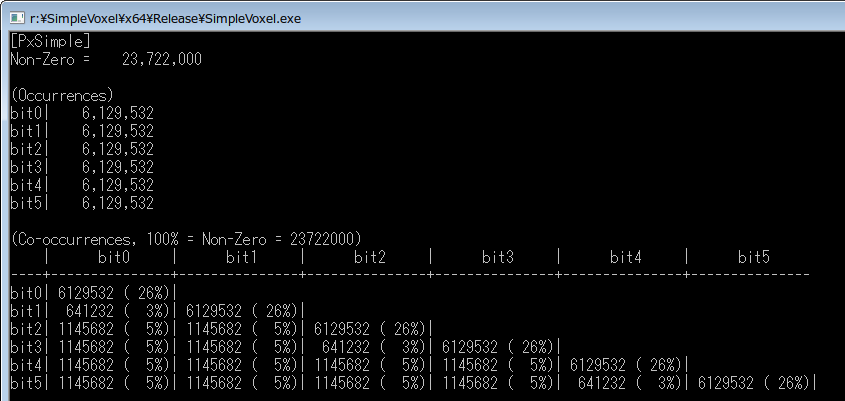 r:¥SimpleVoxel¥x64¥Release¥SimpleVoxel.exe
[PxSimple]
Non-Zero =    23,722,000
(Occurrences)
bit0|    6,129,532
bit1|    6,129,532
bit2|    6,129,532
bit3|    6,129,532
bit4|    6,129,532
bit5|    6,129,532
(Co-occurrences, 100% = Non-Zero = 23722000)
    |      bit0      |      bit1      |      bit2      |      bit3      |      bit4      |      bit5
----+----------------+----------------+----------------+----------------+----------------+----------------
bit0| 6129532 ( 26%)|
bit1|  641232 (  3%)| 6129532 ( 26%)|
bit2| 1145682 (  5%)| 1145682 (  5%)| 6129532 ( 26%)|
bit3| 1145682 (  5%)| 1145682 (  5%)|  641232 (  3%)| 6129532 ( 26%)|
bit4| 1145682 (  5%)| 1145682 (  5%)| 1145682 (  5%)| 1145682 (  5%)| 6129532 ( 26%)|
bit5| 1145682 (  5%)| 1145682 (  5%)| 1145682 (  5%)| 1145682 (  5%)|  641232 (  3%)| 6129532 ( 26%)|